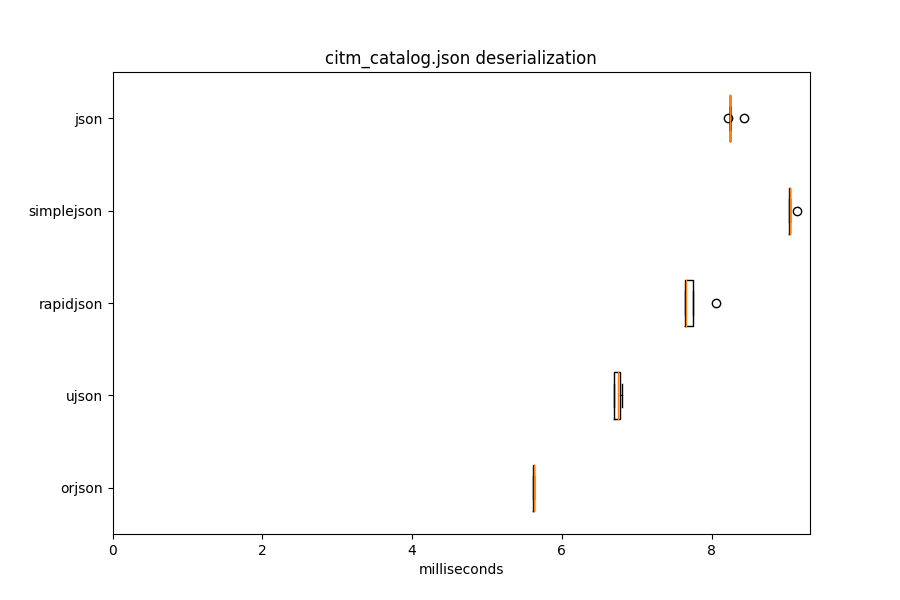 citm_catalog.json deserialization
json
simplejson
rapidjson
ujson
orjson
0 2 4 6 8
milliseconds